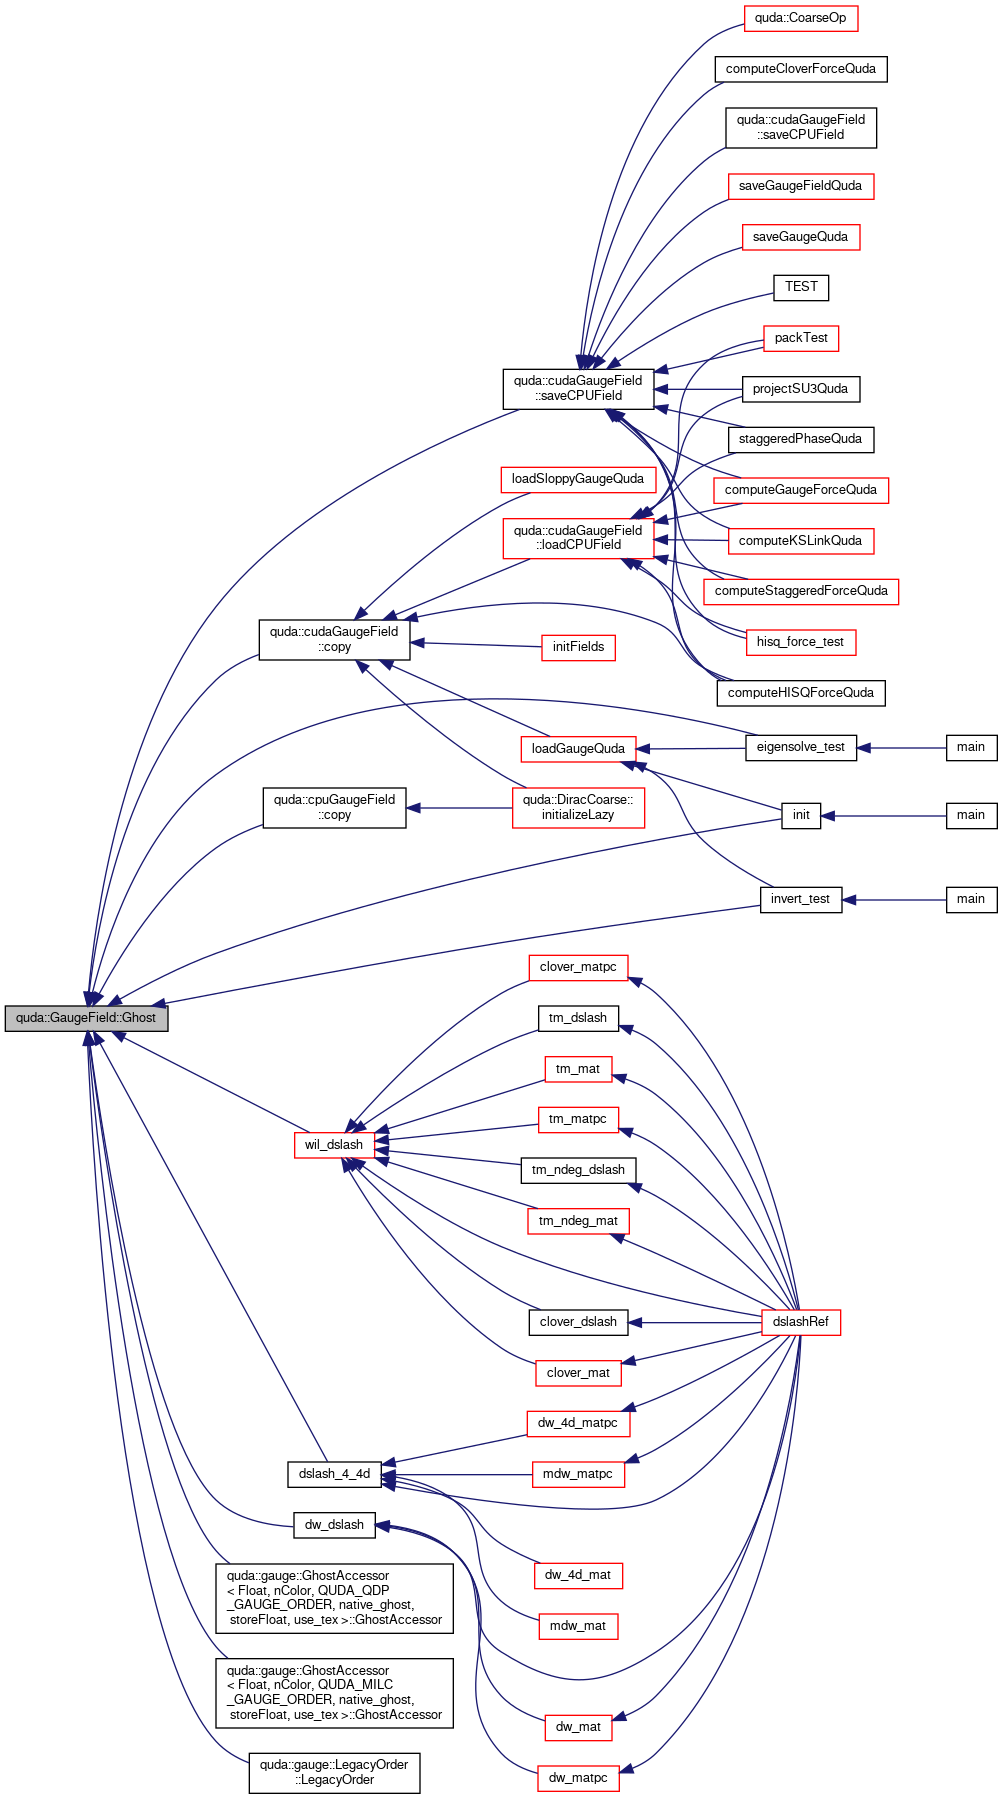 quda::CoarseOp
computeCloverForceQuda
quda::cudaGaugeField
::saveCPUField
saveGaugeFieldQuda
saveGaugeQuda
TEST
packTest
quda::cudaGaugeField
::saveCPUField
projectSU3Quda
staggeredPhaseQuda
loadSloppyGaugeQuda
computeGaugeForceQuda
quda::cudaGaugeField
::loadCPUField
computeKSLinkQuda
computeStaggeredForceQuda
quda::cudaGaugeField
::copy
initFields
hisq_force_test
computeHISQForceQuda
loadGaugeQuda
eigensolve_test
main
quda::cpuGaugeField
::copy
quda::DiracCoarse::
initializeLazy
init
main
invert_test
main
clover_matpc
quda::GaugeField::Ghost
tm_dslash
tm_mat
tm_matpc
wil_dslash
tm_ndeg_dslash
tm_ndeg_mat
clover_dslash
dslashRef
clover_mat
dw_4d_matpc
dslash_4_4d
mdw_matpc
dw_dslash
dw_4d_mat
quda::gauge::GhostAccessor
< Float, nColor, QUDA_QDP
_GAUGE_ORDER, native_ghost,
storeFloat, use_tex >::GhostAccessor
mdw_mat
quda::gauge::GhostAccessor
< Float, nColor, QUDA_MILC
_GAUGE_ORDER, native_ghost,
storeFloat, use_tex >::GhostAccessor
dw_mat
quda::gauge::LegacyOrder
::LegacyOrder
dw_matpc